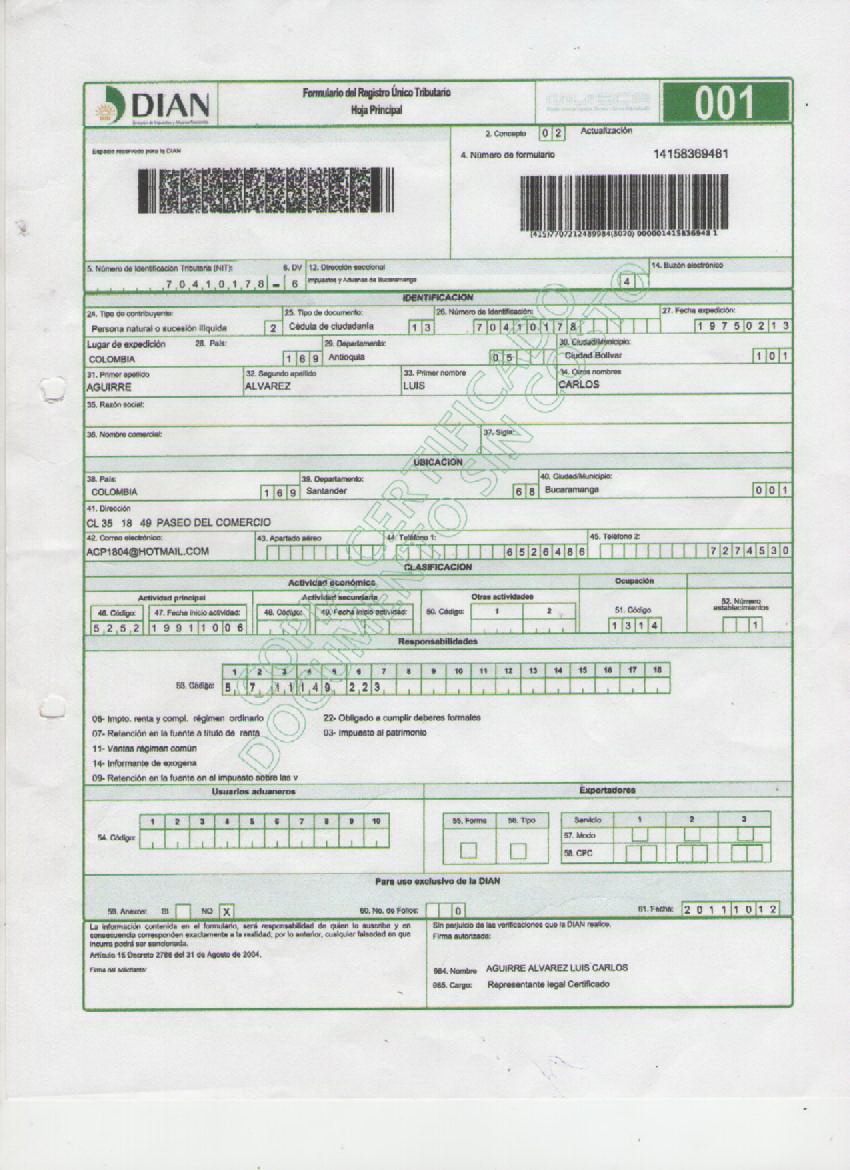 DIAN
Formulario del Registro Único Tributario
Hoja Principal
001
2. Concepto 0 2 Actualización
Espacio reservado para la DIAN
4. Número de formulario 14158369481
(415)7707212489984(8020) 000001415836948 1
5. Número de Identificación Tributaria (NIT): 6. DV 12. Dirección seccional 14. Buzón electrónico
7 0 4 1 0 1 7 8 - 6 Impuestos y Aduanas de Bucaramanga 4
IDENTIFICACION
24. Tipo de contribuyente: 25. Tipo de documento: 26. Número de Identificación: 27. Fecha expedición:
Persona natural o sucesión ilíquida 2 Cédula de ciudadanía 1 3 7 0 4 1 0 1 7 8 1 9 7 5 0 2 1 3
Lugar de expedición 28. País: 29. Departamento: 30. Ciudad/Municipio:
COLOMBIA 1 6 9 Antioquia 0 5 Ciudad Bolívar 1 0 1
31. Primer apellido 32. Segundo apellido 33. Primer nombre 34. Otros nombres
AGUIRRE ALVAREZ LUIS CARLOS
35. Razón social:
36. Nombre comercial: 37. Sigla:
UBICACION
38. País: 39. Departamento: 40. Ciudad/Municipio:
COLOMBIA 1 6 9 Santander 6 8 Bucaramanga 0 0 1
41. Dirección
CL 35 18 49 PASEO DEL COMERCIO
42. Correo electrónico: 43. Apartado aéreo 44. Teléfono 1: 45. Teléfono 2:
ACP1804@HOTMAIL.COM 6 5 2 6 4 8 6 7 2 7 4 5 3 0
CLASIFICACION
Actividad económica Ocupación
Actividad principal Actividad secundaria Otras actividades 52. Número establecimientos
46. Código: 47. Fecha inicio actividad: 48. Código: 49. Fecha inicio actividad: 50. Código: 1 2 51. Código
5 2 5 2 1 9 9 1 1 0 0 6 1 3 1 4 1
Responsabilidades
1 2 3 4 5 6 7 8 9 10 11 12 13 14 15 16 17 18
53. Código: 5 7 1 1 1 4 9 2 2 3
05- Impto. renta y compl. régimen ordinario 22- Obligado a cumplir deberes formales
07- Retención en la fuente a título de renta 03- Impuesto al patrimonio
11- Ventas régimen común
14- Informante de exogena
09- Retención en la fuente en el impuesto sobre las v
Usuarios aduaneros Exportadores
1 2 3 4 5 6 7 8 9 10
54. Código:
55. Forma 56. Tipo Servicio 1 2 3
57. Modo
58. CPC
Para uso exclusivo de la DIAN
59. Anexos: SI NO X 60. No. de Folios: 0 61. Fecha: 2 0 1 1 1 0 1 2
La información contenida en el formulario, será responsabilidad de quien lo suscribe y en
consecuencia corresponden exactamente a la realidad, por lo anterior, cualquier falsedad en que
incurra podrá ser sancionada.
Artículo 15 Decreto 2788 del 31 de Agosto de 2004.
Firma del solicitante:
Sin perjuicio de las verificaciones que la DIAN realice.
Firma autorizada:
984. Nombre AGUIRRE ALVAREZ LUIS CARLOS
985. Cargo: Representante legal Certificado
COPIA CERTIFICADO
DOCUMENTO SIN COSTO